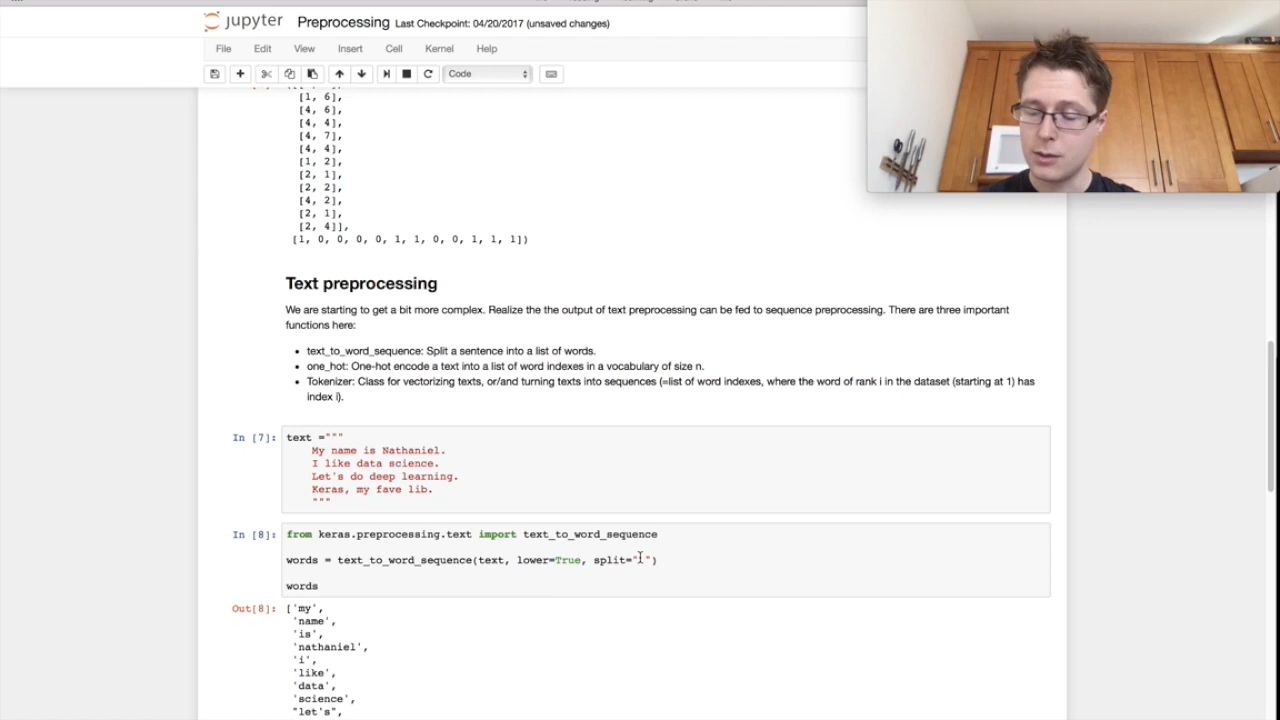 jupyter Preprocessing Last Checkpoint: 04/20/2017 (unsaved changes)
File Edit View Insert Cell Kernel Help
Code
[1, 6],
[4, 6],
[4, 4],
[4, 7],
[4, 4],
[1, 2],
[2, 1],
[2, 2],
[4, 2],
[2, 1],
[2, 4]],
[1, 0, 0, 0, 0, 1, 1, 0, 0, 1, 1, 1])
Text preprocessing
We are starting to get a bit more complex. Realize the the output of text preprocessing can be fed to sequence preprocessing. There are three important
functions here:
• text_to_word_sequence: Split a sentence into a list of words.
• one_hot: One-hot encode a text into a list of word indexes in a vocabulary of size n.
• Tokenizer: Class for vectorizing texts, or/and turning texts into sequences (=list of word indexes, where the word of rank i in the dataset (starting at 1) has
index i).
In [7]: text ="""
My name is Nathaniel.
I like data science.
Let's do deep learning.
Keras, my fave lib.
"""
In [8]: from keras.preprocessing.text import text_to_word_sequence
words = text_to_word_sequence(text, lower=True, split=" ")
words
Out[8]: ['my',
'name',
'is',
'nathaniel',
'i',
'like',
'data',
'science',
"let's",